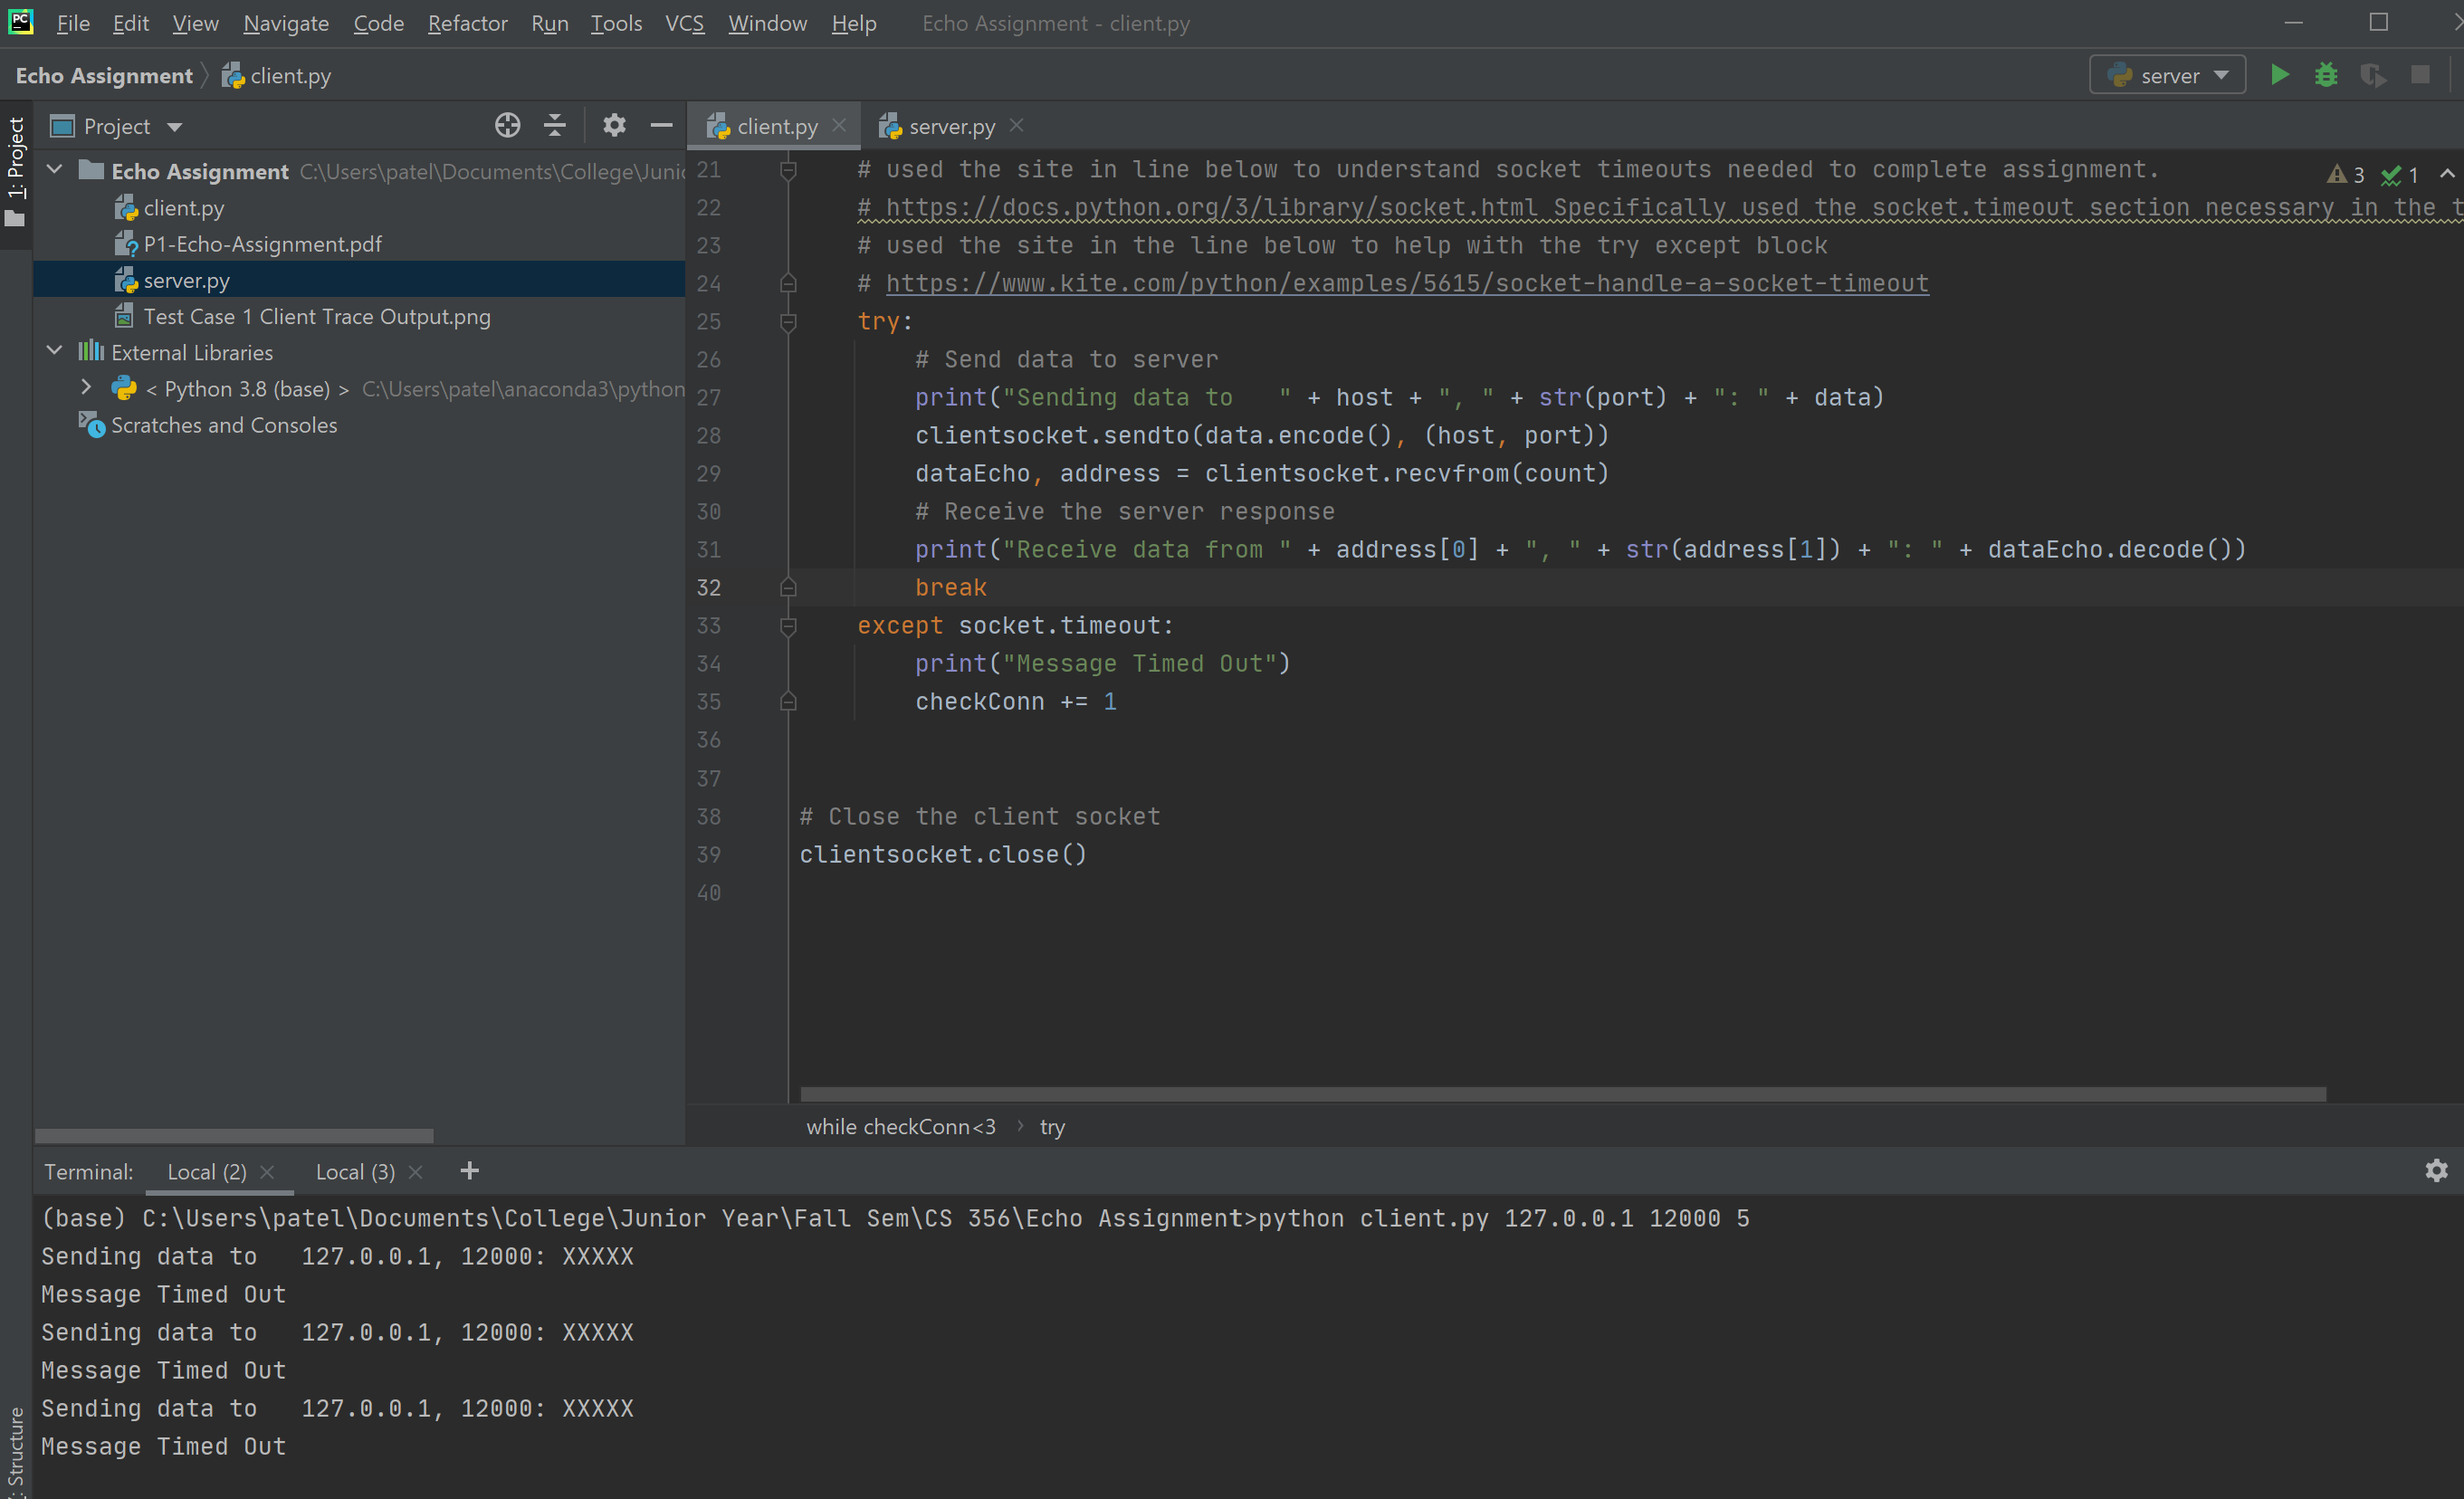 PC File Edit View Navigate Code Refactor Run Tools VCS Window Help Echo Assignment - client.py
Echo Assignment client.py server
1: Project
Project
client.py server.py
Echo Assignment C:\Users\patel\Documents\College\Junic
client.py
P1-Echo-Assignment.pdf
server.py
Test Case 1 Client Trace Output.png
External Libraries
< Python 3.8 (base) > C:\Users\patel\anaconda3\python
Scratches and Consoles
3 1
21 # used the site in line below to understand socket timeouts needed to complete assignment.
22 # https://docs.python.org/3/library/socket.html Specifically used the socket.timeout section necessary in the t
23 # used the site in the line below to help with the try except block
24 # https://www.kite.com/python/examples/5615/socket-handle-a-socket-timeout
25 try:
26 # Send data to server
27 print("Sending data to   " + host + ", " + str(port) + ": " + data)
28 clientsocket.sendto(data.encode(), (host, port))
29 dataEcho, address = clientsocket.recvfrom(count)
30 # Receive the server response
31 print("Receive data from " + address[0] + ", " + str(address[1]) + ": " + dataEcho.decode())
32 break
33 except socket.timeout:
34 print("Message Timed Out")
35 checkConn += 1
36
37
38 # Close the client socket
39 clientsocket.close()
40
while checkConn<3 › try
Terminal: Local (2) Local (3) +
(base) C:\Users\patel\Documents\College\Junior Year\Fall Sem\CS 356\Echo Assignment>python client.py 127.0.0.1 12000 5
Sending data to   127.0.0.1, 12000: XXXXX
Message Timed Out
Sending data to   127.0.0.1, 12000: XXXXX
Message Timed Out
Sending data to   127.0.0.1, 12000: XXXXX
Message Timed Out
: Structure